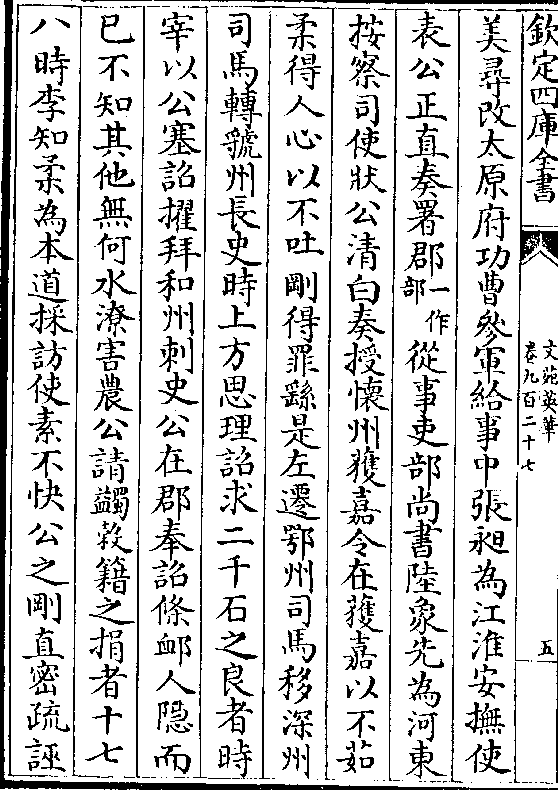 欽定四庫全書
文苑英華
卷九百二十七
五
美尋改太原府功曹參軍給事中張昶為江淮安撫使
表公正直奏署郡一作部從事吏部尚書陸象先為河東
按察司使狀公清白奏授懷州獲嘉令在獲嘉以不茹
柔得人心以不吐剛得罪繇是左遷鄂州司馬移深州
司馬轉虢州長史時上方思理詔求二千石之良者時
宰以公塞詔擢拜和州刺史公在郡奉詔條䘏人隱而
已不知其他無何水潦害農公請蠲穀籍之損者十七
八時李知柔為本道採訪使素不快公之剛直密疏誣